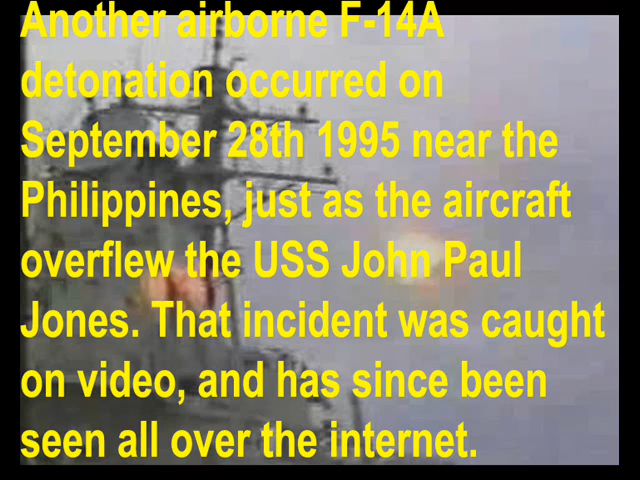 Another airborne F-14A
detonation occurred on
September 28th 1995 near the
Philippines, just as the aircraft
overflew the USS John Paul
Jones. That incident was caught
on video, and has since been
seen all over the internet.